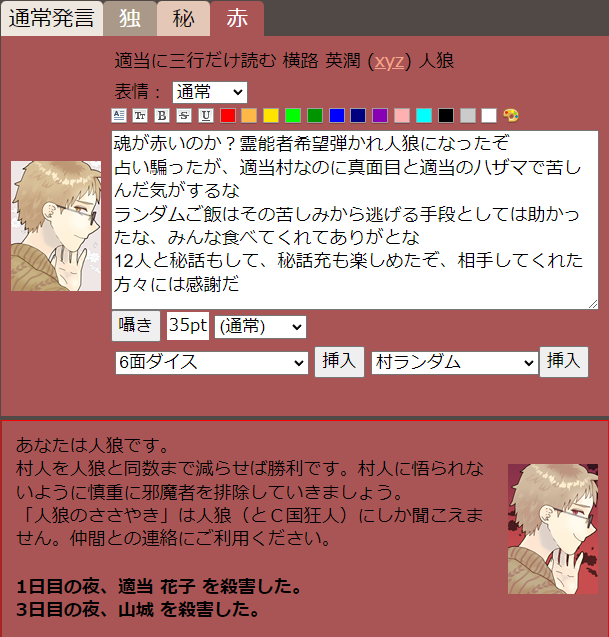 通常発言 独 秘 赤
適当に三行だけ読む 横路 英潤 (xyz) 人狼
表情： 通常
Tr B S U
魂が赤いのか？霊能者希望弾かれ人狼になったぞ
占い騙ったが、適当村なのに真面目と適当のハザマで苦し
んだ気がするな
ランダムご飯はその苦しみから逃げる手段としては助かっ
たな、みんな食べてくれてありがとな
12人と秘話もして、秘話充も楽しめたぞ、相手してくれた
方々には感謝だ
囁き 35pt (通常)
6面ダイス 挿入 村ランダム 挿入
あなたは人狼です。
村人を人狼と同数まで減らせば勝利です。村人に悟られな
いように慎重に邪魔者を排除していきましょう。
「人狼のささやき」は人狼（とＣ国狂人）にしか聞こえま
せん。仲間との連絡にご利用ください。
1日目の夜、適当 花子 を殺害した。
3日目の夜、山城 を殺害した。